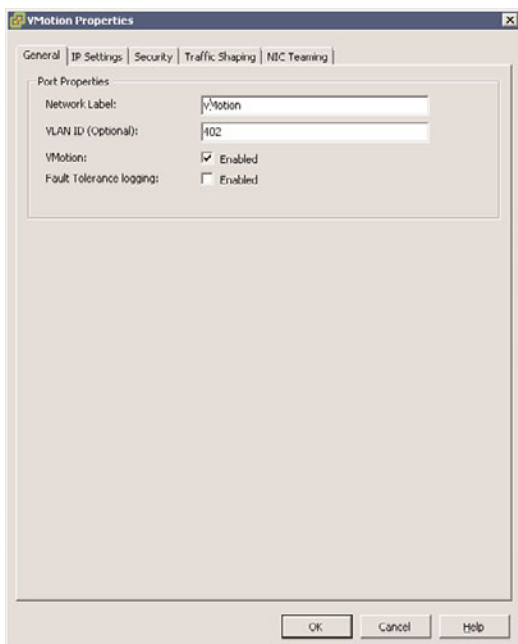 VMotion Properties
General IP Settings Security Traffic Shaping NIC Teaming
Port Properties
Network Label: vMotion
VLAN ID (Optional): 402
VMotion: Enabled
Fault Tolerance logging: Enabled
OK Cancel Help